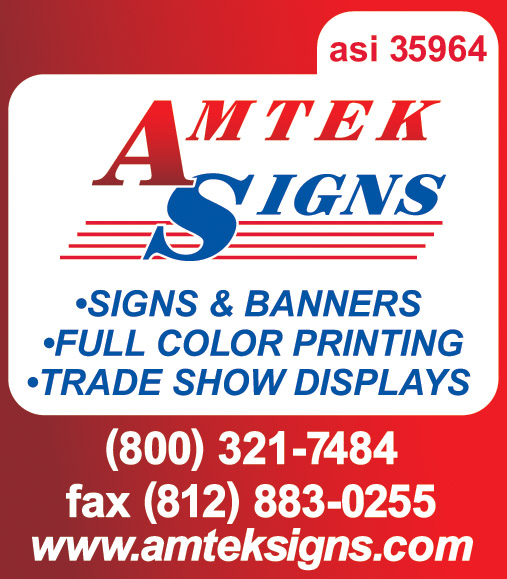 asi 35964
AMTEK
SIGNS
•SIGNS & BANNERS
•FULL COLOR PRINTING
•TRADE SHOW DISPLAYS
(800) 321-7484
fax (812) 883-0255
www.amteksigns.com